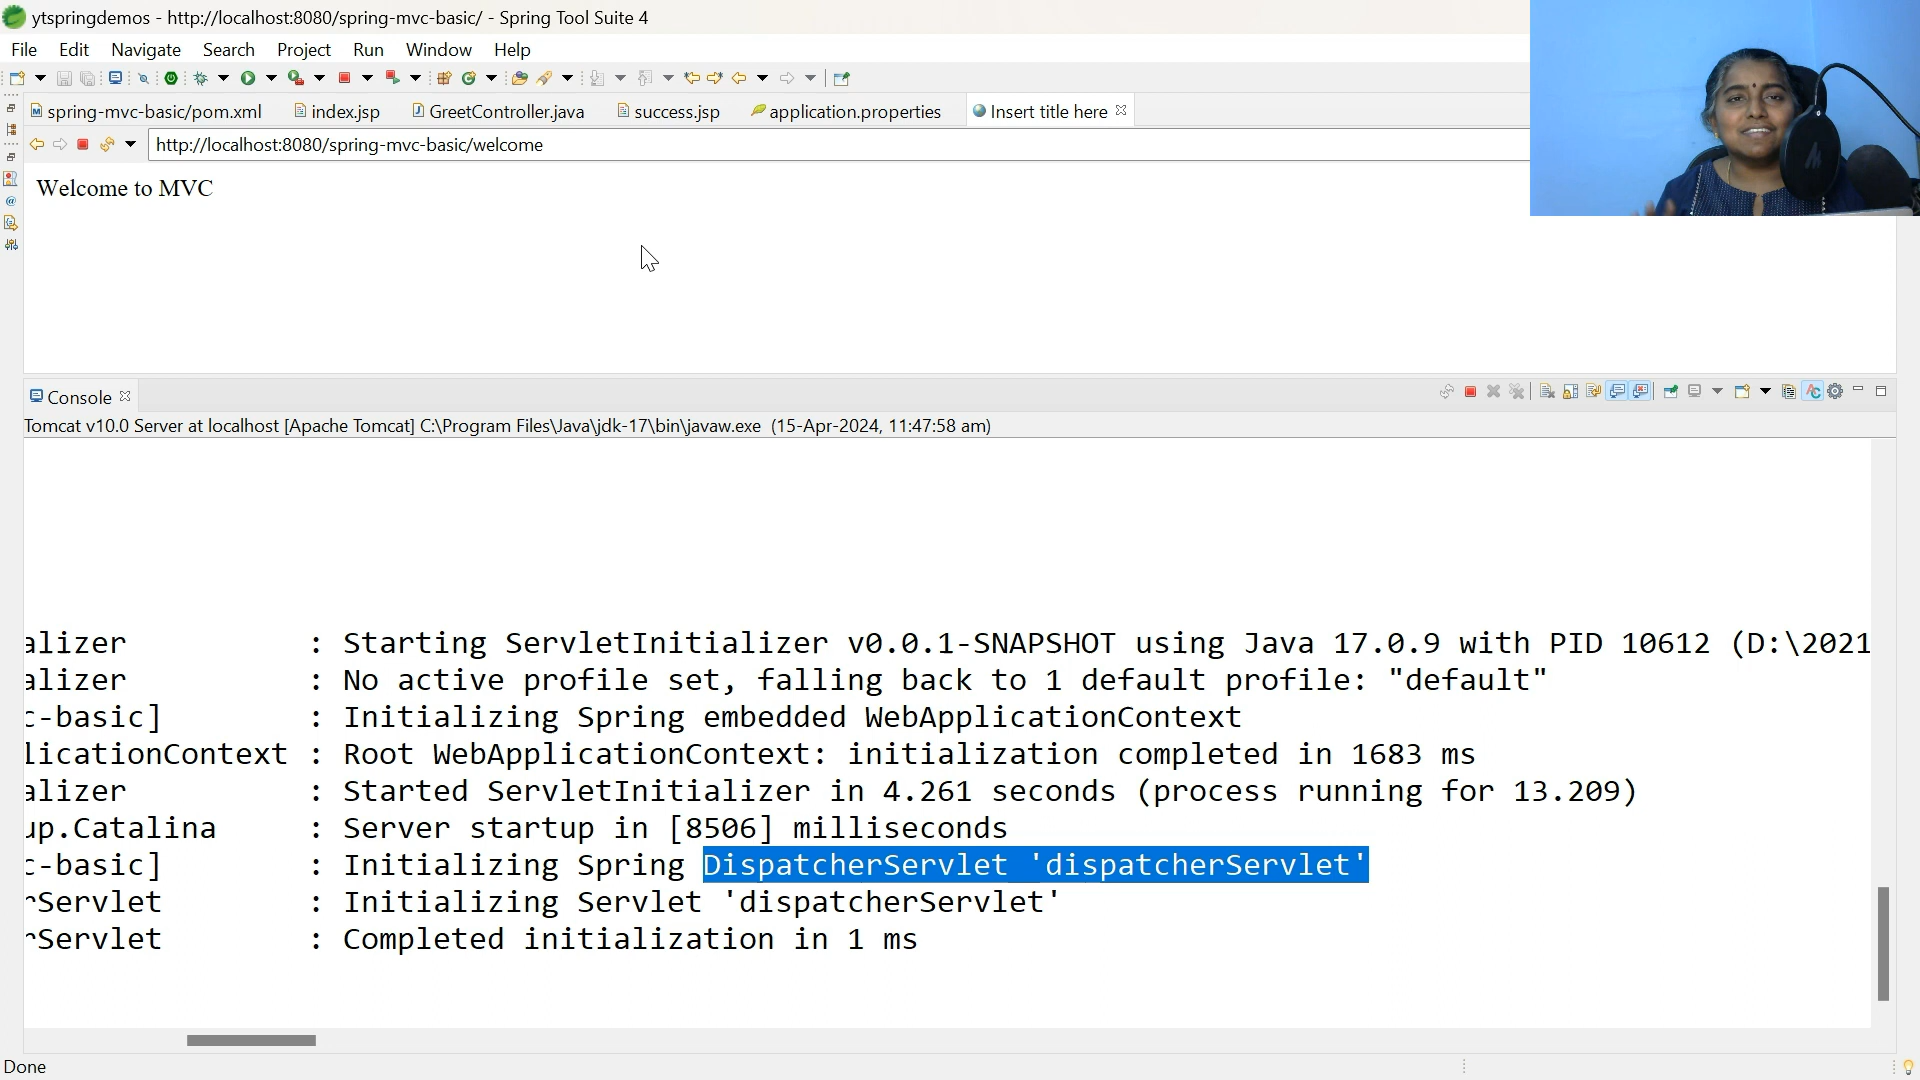 ytspringdemos - http://localhost:8080/spring-mvc-basic/ - Spring Tool Suite 4
File Edit Navigate Search Project Run Window Help
spring-mvc-basic/pom.xml index.jsp GreetController.java success.jsp application.properties Insert title here
http://localhost:8080/spring-mvc-basic/welcome
Welcome to MVC
Console
Tomcat v10.0 Server at localhost [Apache Tomcat] C:\Program Files\Java\jdk-17\bin\javaw.exe (15-Apr-2024, 11:47:58 am)
alizer : Starting ServletInitializer v0.0.1-SNAPSHOT using Java 17.0.9 with PID 10612 (D:\2021
alizer : No active profile set, falling back to 1 default profile: "default"
c-basic] : Initializing Spring embedded WebApplicationContext
licationContext : Root WebApplicationContext: initialization completed in 1683 ms
alizer : Started ServletInitializer in 4.261 seconds (process running for 13.209)
up.Catalina : Server startup in [8506] milliseconds
c-basic] : Initializing Spring DispatcherServlet 'dispatcherServlet'
rServlet : Initializing Servlet 'dispatcherServlet'
rServlet : Completed initialization in 1 ms
Done